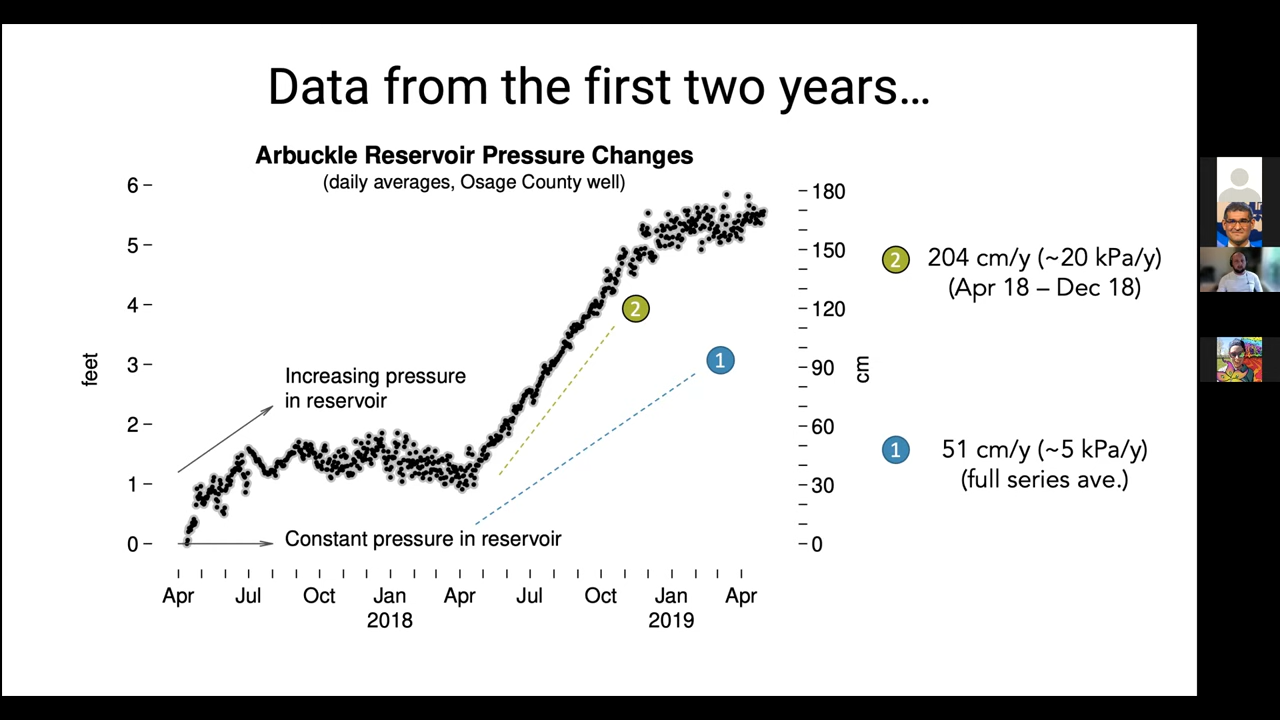 Data from the first two years...
Arbuckle Reservoir Pressure Changes
(daily averages, Osage County well)
6
5
4
3
2
1
0
feet
180
150
120
90
60
30
0
cm
Increasing pressure
in reservoir
Constant pressure in reservoir
2
1
Apr Jul Oct Jan Apr Jul Oct Jan Apr
2018 2019
2 204 cm/y (~20 kPa/y)
(Apr 18 – Dec 18)
1 51 cm/y (~5 kPa/y)
(full series ave.)